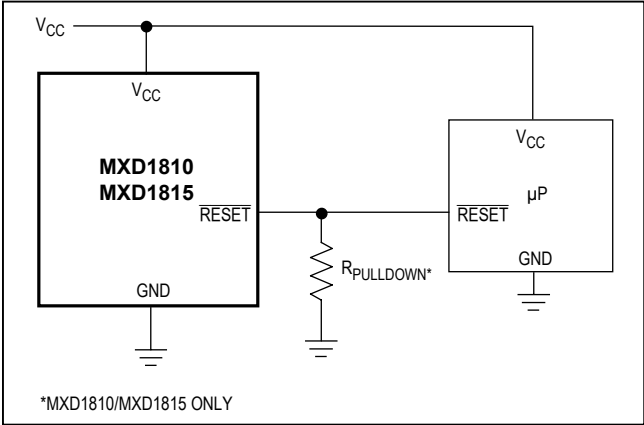 VCC
VCC
MXD1810
MXD1815
RESET
GND
RPULLDOWN*
VCC
µP
RESET
GND
*MXD1810/MXD1815 ONLY